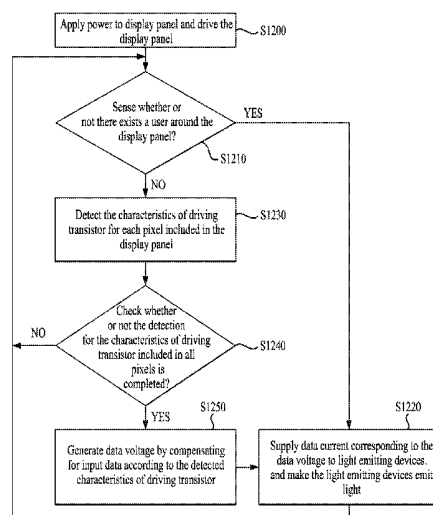 Apply power to display panel and drive the
display panel
S1200
Sense whether or
not there exists a user around the
display panel?
YES
S1210
NO
Detect the characteristics of driving
transistor for each pixel included in the
display panel
S1230
Check whether
or not the detection
for the characteristics of driving
transistor included in all
pixels is
completed?
NO
S1240
YES
S1250
S1220
Generate data voltage by compensating
for input data according to the detected
characteristics of driving transistor
Supply data current corresponding to the
data voltage to light emitting devices.
and make the light emitting devices emit
light